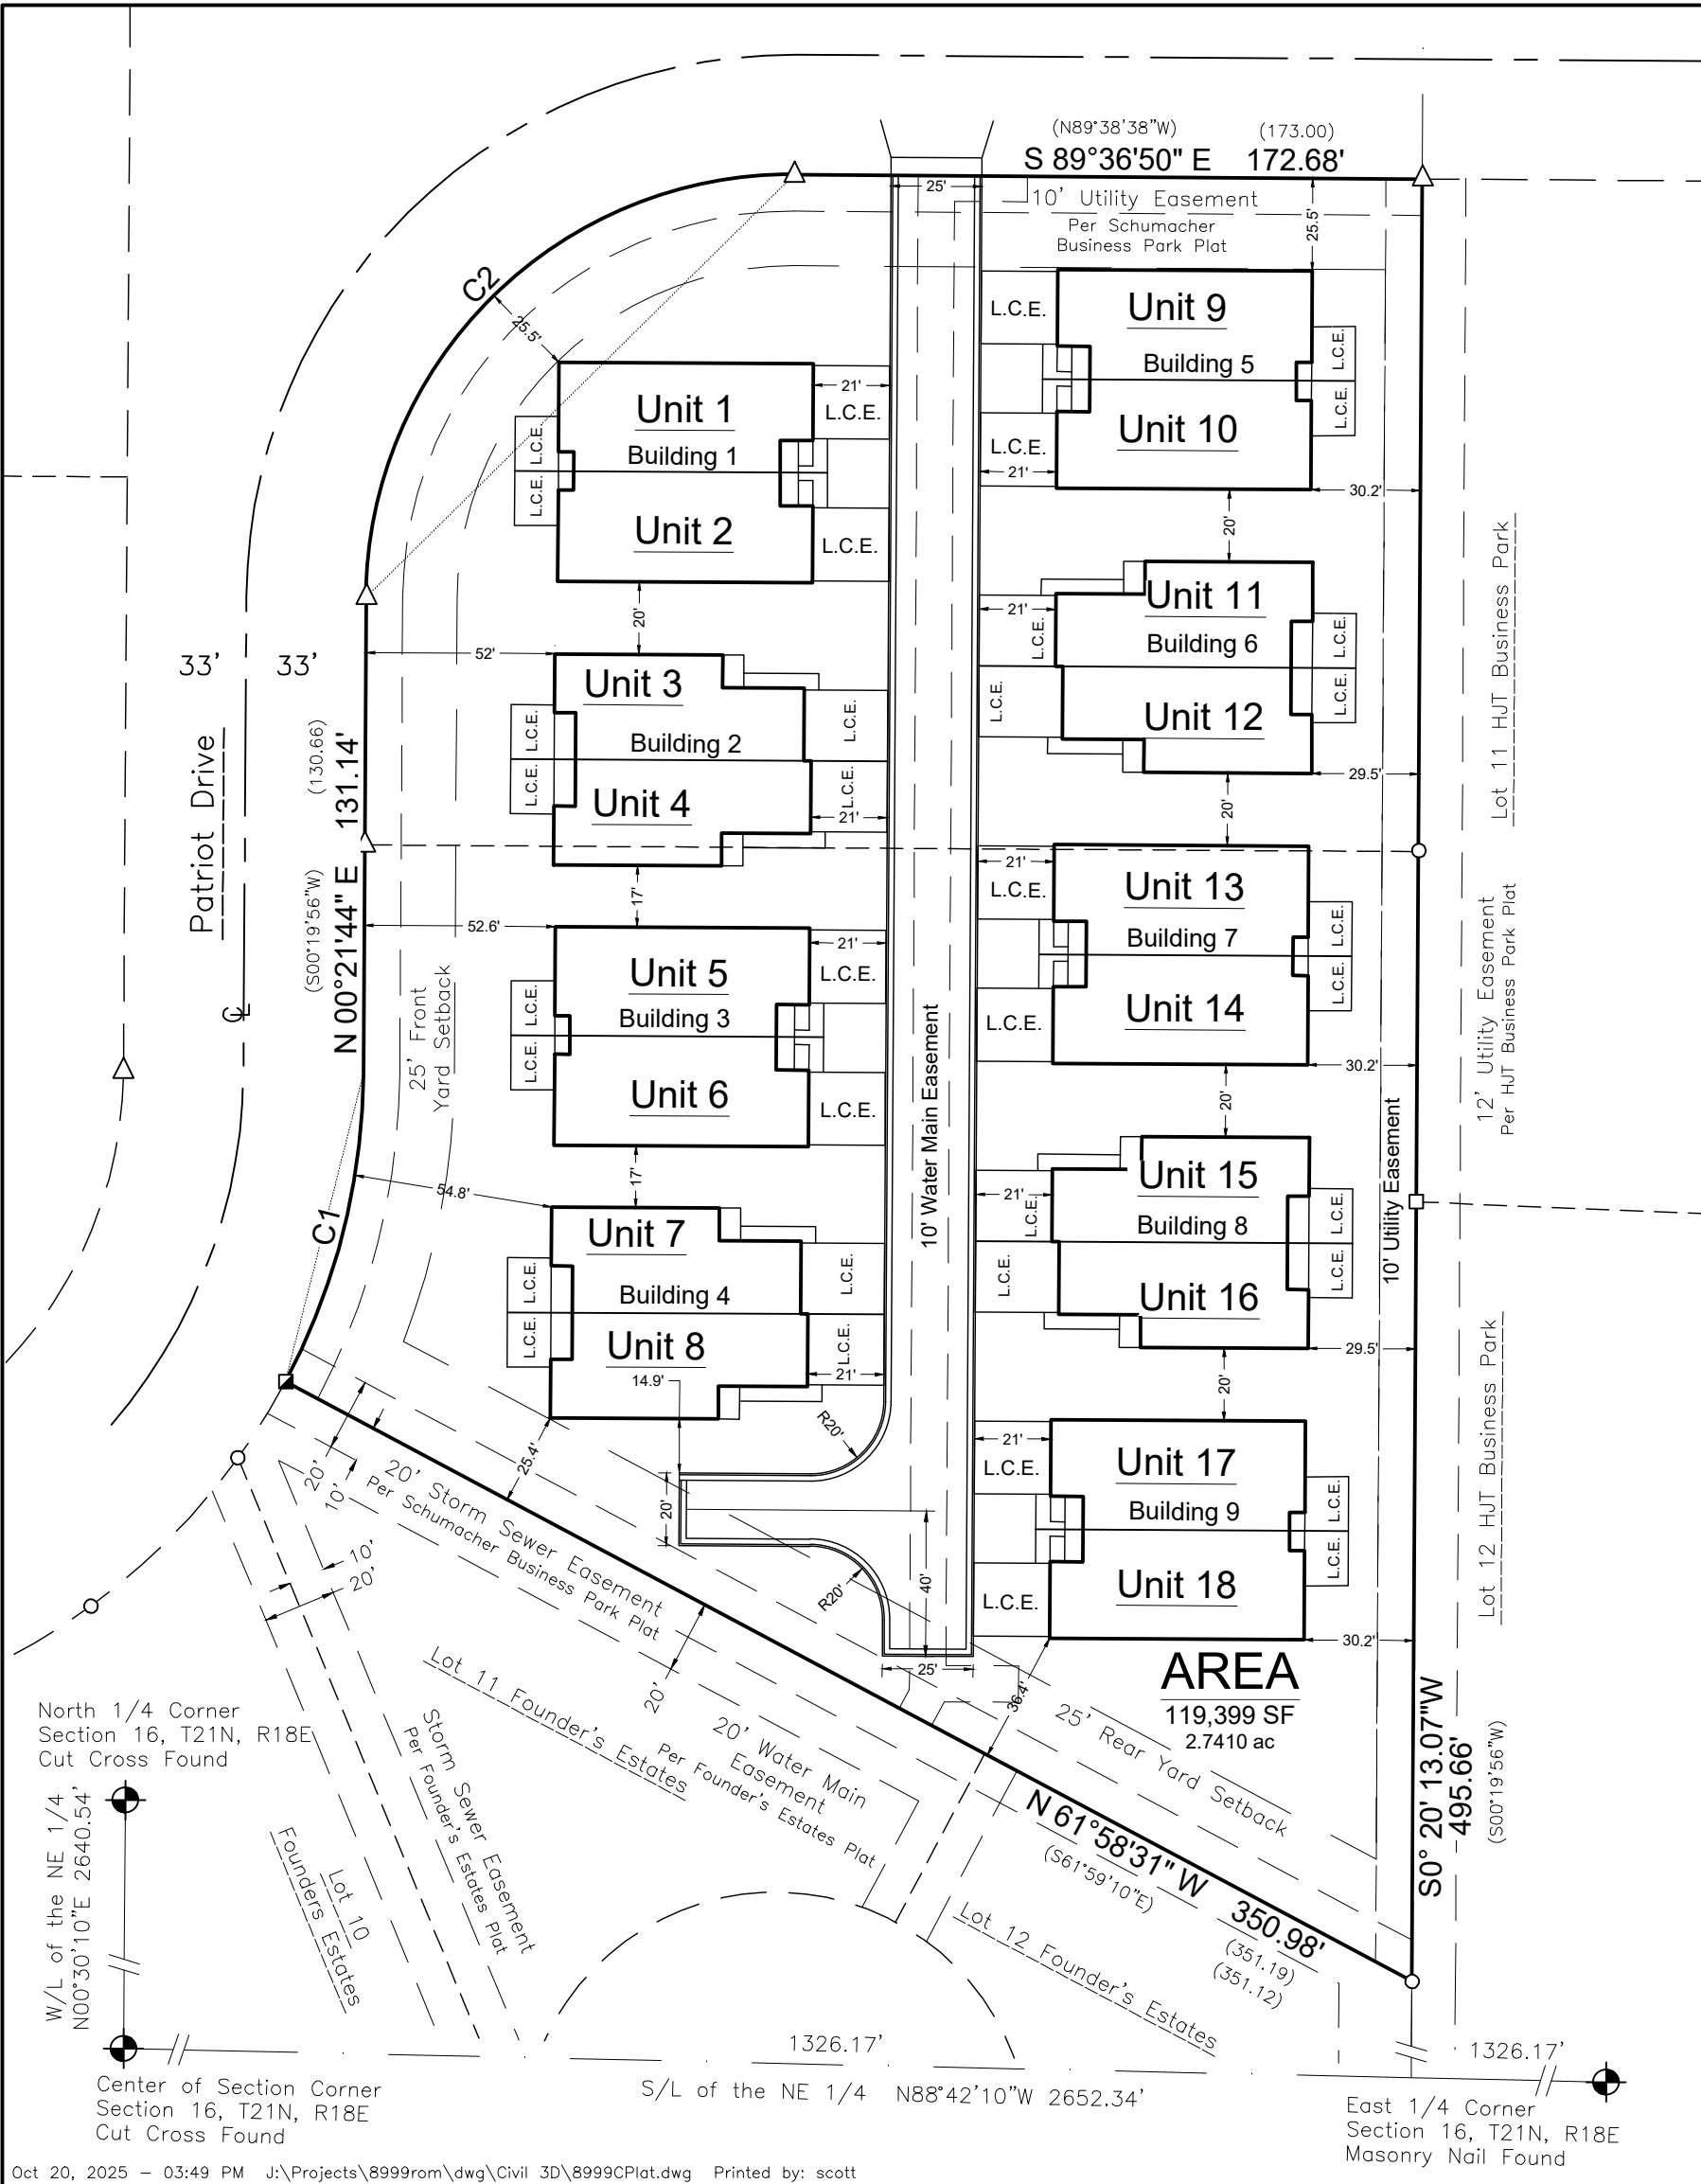 (N89°38'38"W)
(173.00)
S 89°36'50" E 172.68'
25'
10' Utility Easement
Per Schumacher
Business Park Plat
25.5'
C2
25.5'
L.C.E.
Unit 9
Building 5
Unit 10
L.C.E.
21'
L.C.E.
L.C.E.
30.2'
Unit 1
Building 1
Unit 2
21'
L.C.E.
L.C.E.
L.C.E.
L.C.E.
20'
20'
Unit 11
Building 6
Unit 12
21'
L.C.E.
L.C.E.
L.C.E.
L.C.E.
29.5'
Lot 11 HJT Business Park
33' 33'
52'
Unit 3
Building 2
Unit 4
L.C.E.
L.C.E.
L.C.E.
L.C.E.
21'
Patriot Drive
(130.66)
N 00°21'44" E 131.14'
(S00°19'56"W)
17'
20'
Unit 13
Building 7
Unit 14
21'
L.C.E.
L.C.E.
L.C.E.
L.C.E.
30.2'
12' Utility Easement
Per HJT Business Park Plat
52.6'
Unit 5
Building 3
Unit 6
21'
L.C.E.
L.C.E.
L.C.E.
L.C.E.
25' Front
Yard Setback
10' Water Main Easement
10' Utility Easement
17'
20'
C1
54.8'
Unit 7
Building 4
Unit 8
L.C.E.
L.C.E.
L.C.E.
L.C.E.
21'
14.9'
Unit 15
Building 8
Unit 16
21'
L.C.E.
L.C.E.
L.C.E.
L.C.E.
29.5'
Lot 12 HJT Business Park
20'
R20'
25.4'
20'
R20'
40'
25'
Unit 17
Building 9
Unit 18
21'
L.C.E.
L.C.E.
L.C.E.
L.C.E.
30.2'
36.4'
20'
10'
20' Storm Sewer Easement
Per Schumacher Business Park Plat
10'
20'
20'
AREA
119,399 SF
2.7410 ac
25' Rear Yard Setback
S0° 20' 13.07"W
495.66'
(S00°19'56"W)
Lot 11 Founder's Estates
20' Water Main
Easement
Per Founder's Estates Plat
N 61°58'31" W 350.98'
(S61°59'10"E)
(351.19)
(351.12)
Lot 12 Founder's Estates
Storm Sewer Easement
Per Founder's Estates Plat
Lot 10
Founders Estates
North 1/4 Corner
Section 16, T21N, R18E
Cut Cross Found
W/L of the NE 1/4
N00°30'10"E 2640.54'
1326.17'
1326.17'
Center of Section Corner
Section 16, T21N, R18E
Cut Cross Found
S/L of the NE 1/4 N88°42'10"W 2652.34'
East 1/4 Corner
Section 16, T21N, R18E
Masonry Nail Found
Oct 20, 2025 - 03:49 PM J:\Projects\8999rom\dwg\Civil 3D\8999CPlat.dwg Printed by: scott